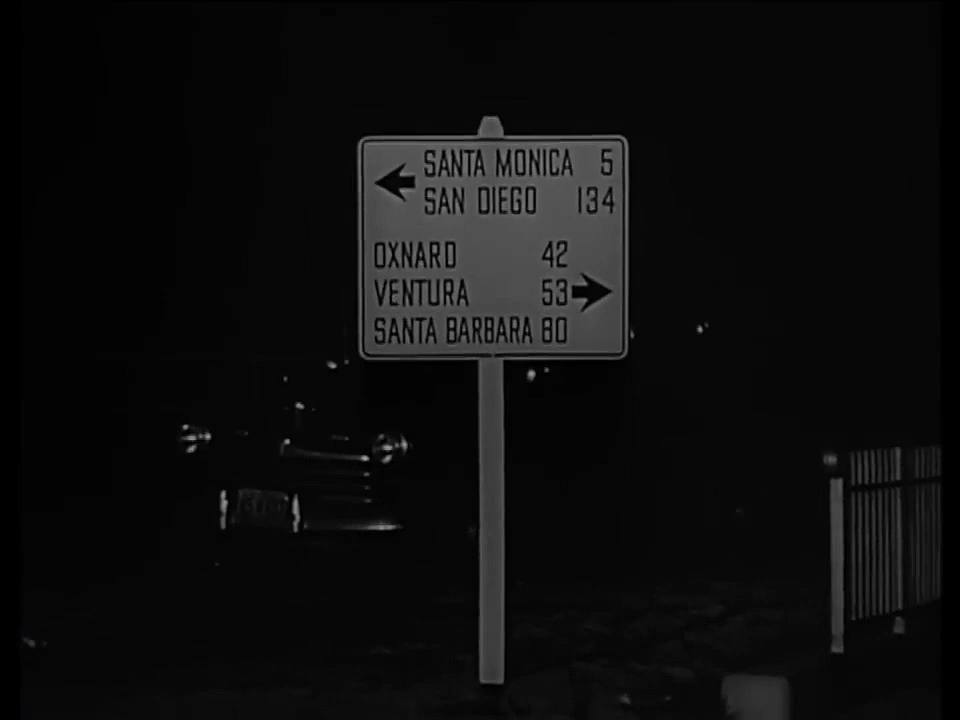 SANTA MONICA 5
SAN DIEGO 134
OXNARD 42
VENTURA 53
SANTA BARBARA 80